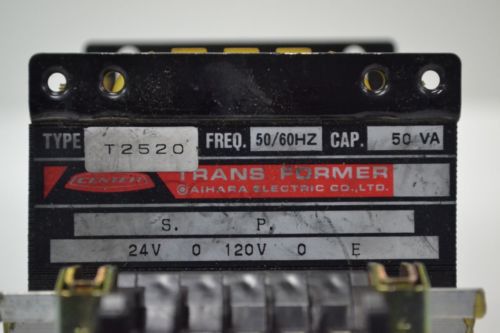 TYPE T2520 FREQ. 50/60HZ CAP. 50 VA
CENTER TRANS FORMER
AIHARA ELECTRIC CO.,LTD.
S. P.
24V 0 120V 0 E